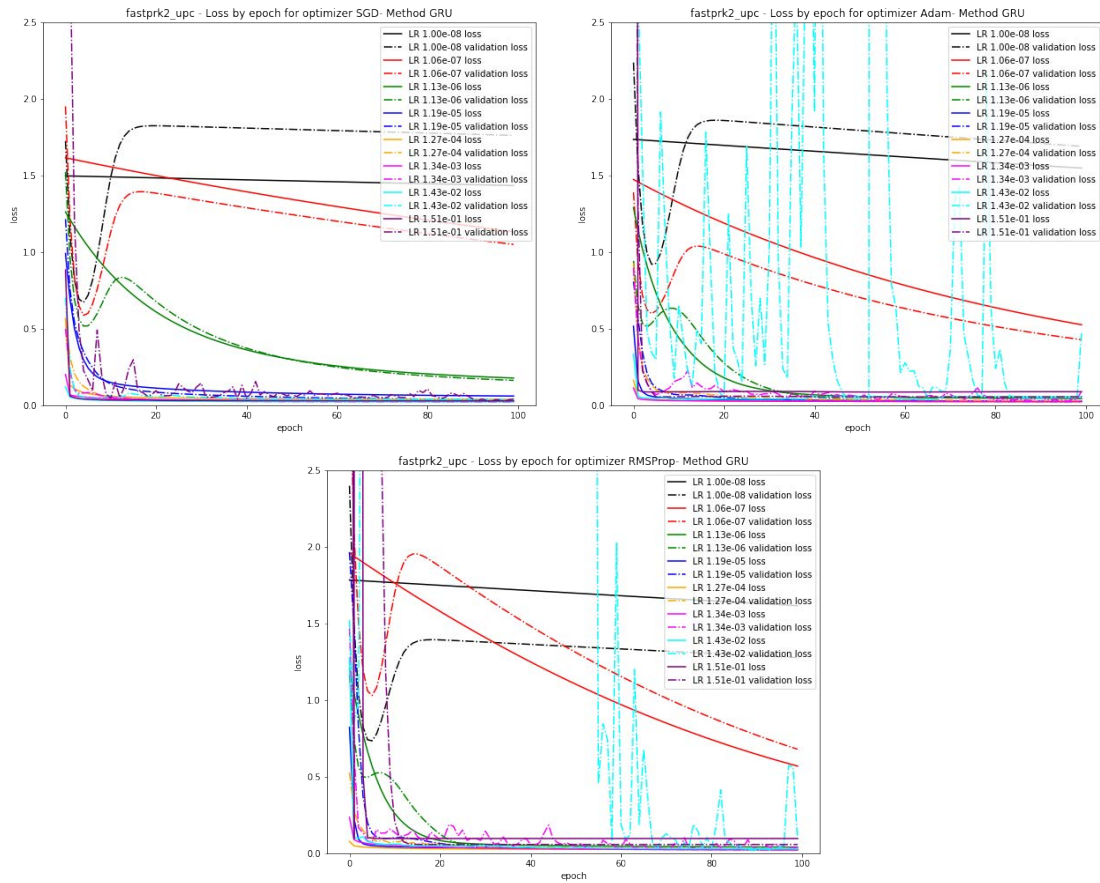 fastprk2_upc - Loss by epoch for optimizer SGD- Method GRU
2.5
2.0
1.5
1.0
0.5
0.0
loss
0
20
40
60
80
100
epoch
LR 1.00e-08 loss
LR 1.00e-08 validation loss
LR 1.06e-07 loss
LR 1.06e-07 validation loss
LR 1.13e-06 loss
LR 1.13e-06 validation loss
LR 1.19e-05 loss
LR 1.19e-05 validation loss
LR 1.27e-04 loss
LR 1.27e-04 validation loss
LR 1.34e-03 loss
LR 1.34e-03 validation loss
LR 1.43e-02 loss
LR 1.43e-02 validation loss
LR 1.51e-01 loss
LR 1.51e-01 validation loss
fastprk2_upc - Loss by epoch for optimizer Adam- Method GRU
2.5
2.0
1.5
1.0
0.5
0.0
loss
0
20
40
60
80
100
epoch
LR 1.00e-08 loss
LR 1.00e-08 validation loss
LR 1.06e-07 loss
LR 1.06e-07 validation loss
LR 1.13e-06 loss
LR 1.13e-06 validation loss
LR 1.19e-05 loss
LR 1.19e-05 validation loss
LR 1.27e-04 loss
LR 1.27e-04 validation loss
LR 1.34e-03 loss
LR 1.34e-03 validation loss
LR 1.43e-02 loss
LR 1.43e-02 validation loss
LR 1.51e-01 loss
LR 1.51e-01 validation loss
fastprk2_upc - Loss by epoch for optimizer RMSProp- Method GRU
2.5
2.0
1.5
1.0
0.5
0.0
loss
0
20
40
60
80
100
epoch
LR 1.00e-08 loss
LR 1.00e-08 validation loss
LR 1.06e-07 loss
LR 1.06e-07 validation loss
LR 1.13e-06 loss
LR 1.13e-06 validation loss
LR 1.19e-05 loss
LR 1.19e-05 validation loss
LR 1.27e-04 loss
LR 1.27e-04 validation loss
LR 1.34e-03 loss
LR 1.34e-03 validation loss
LR 1.43e-02 loss
LR 1.43e-02 validation loss
LR 1.51e-01 loss
LR 1.51e-01 validation loss